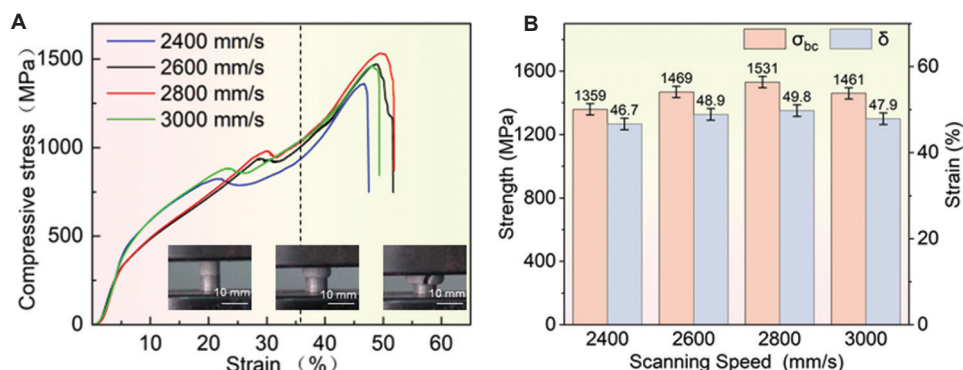 A
Compressive stress（MPa）
1500
1000
500
0
2400 mm/s
2600 mm/s
2800 mm/s
3000 mm/s
10 mm
10 mm
10 mm
10 20 30 40 50 60
Strain （%）
B
σbc δ
Strength (MPa)
1600
1200
800
400
0
1359 46.7
1469 48.9
1531 49.8
1461 47.9
60
40
20
0
Strain (%)
2400 2600 2800 3000
Scanning Speed (mm/s)